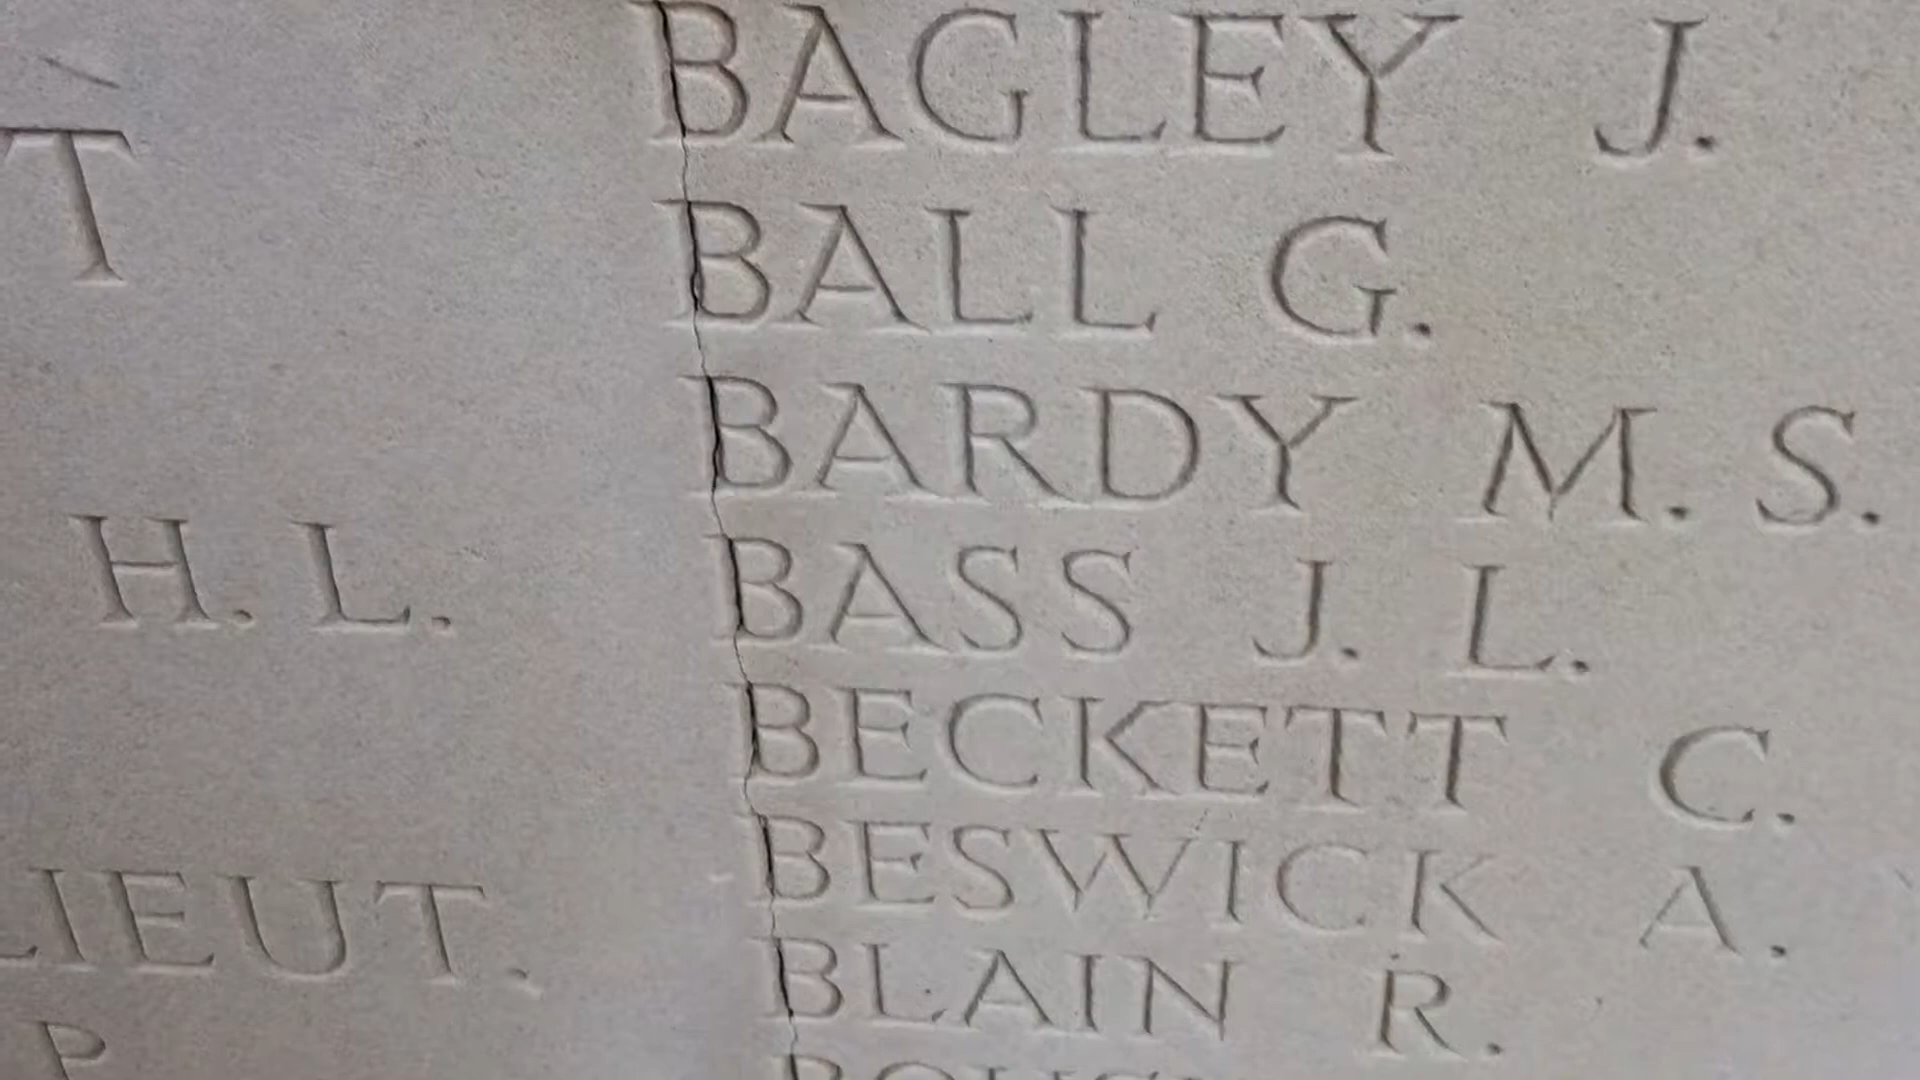 T
H. L.
LIEUT.
BAGLEY J.
BALL G.
BARDY M. S.
BASS J. L.
BECKETT C.
BESWICK A.
BLAIN R.